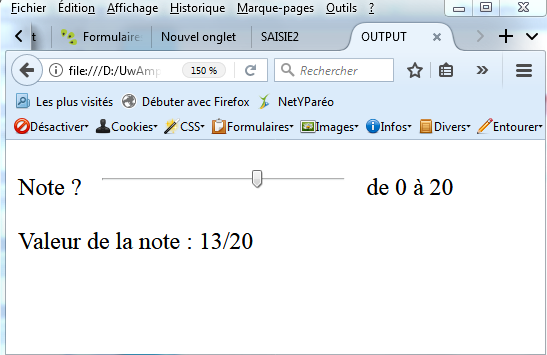 Fichier Édition Affichage Historique Marque-pages Outils ?
t Formulaire Nouvel onglet SAISIE2 OUTPUT
file:///D:/UwAmp 150 % Rechercher
Les plus visités Débuter avec Firefox NetYParéo
Désactiver Cookies CSS Formulaires Images Infos Divers Entourer
Note ? de 0 à 20
Valeur de la note : 13/20